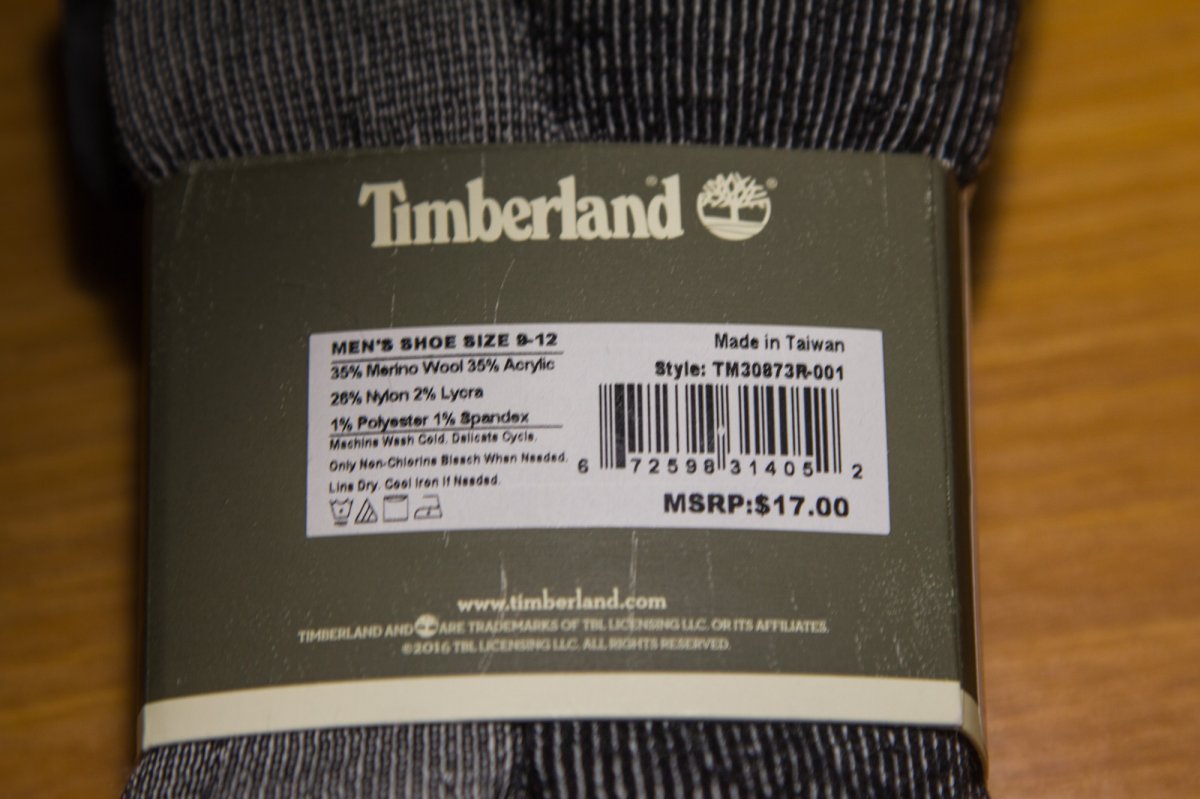 Timberland
MEN'S SHOE SIZE 9-12
35% Merino Wool 35% Acrylic
26% Nylon 2% Lycra
1% Polyester 1% Spandex
Machine Wash Cold. Delicate Cycle.
Only Non-Chlorine Bleach When Needed.
Line Dry. Cool Iron If Needed.
Made in Taiwan
Style: TM30873R-001
6 72598 31405 2
MSRP:$17.00
www.timberland.com
TIMBERLAND AND ARE TRADEMARKS OF TBL LICENSING LLC. OR ITS AFFILIATES.
©2016 TBL LICENSING LLC. ALL RIGHTS RESERVED.